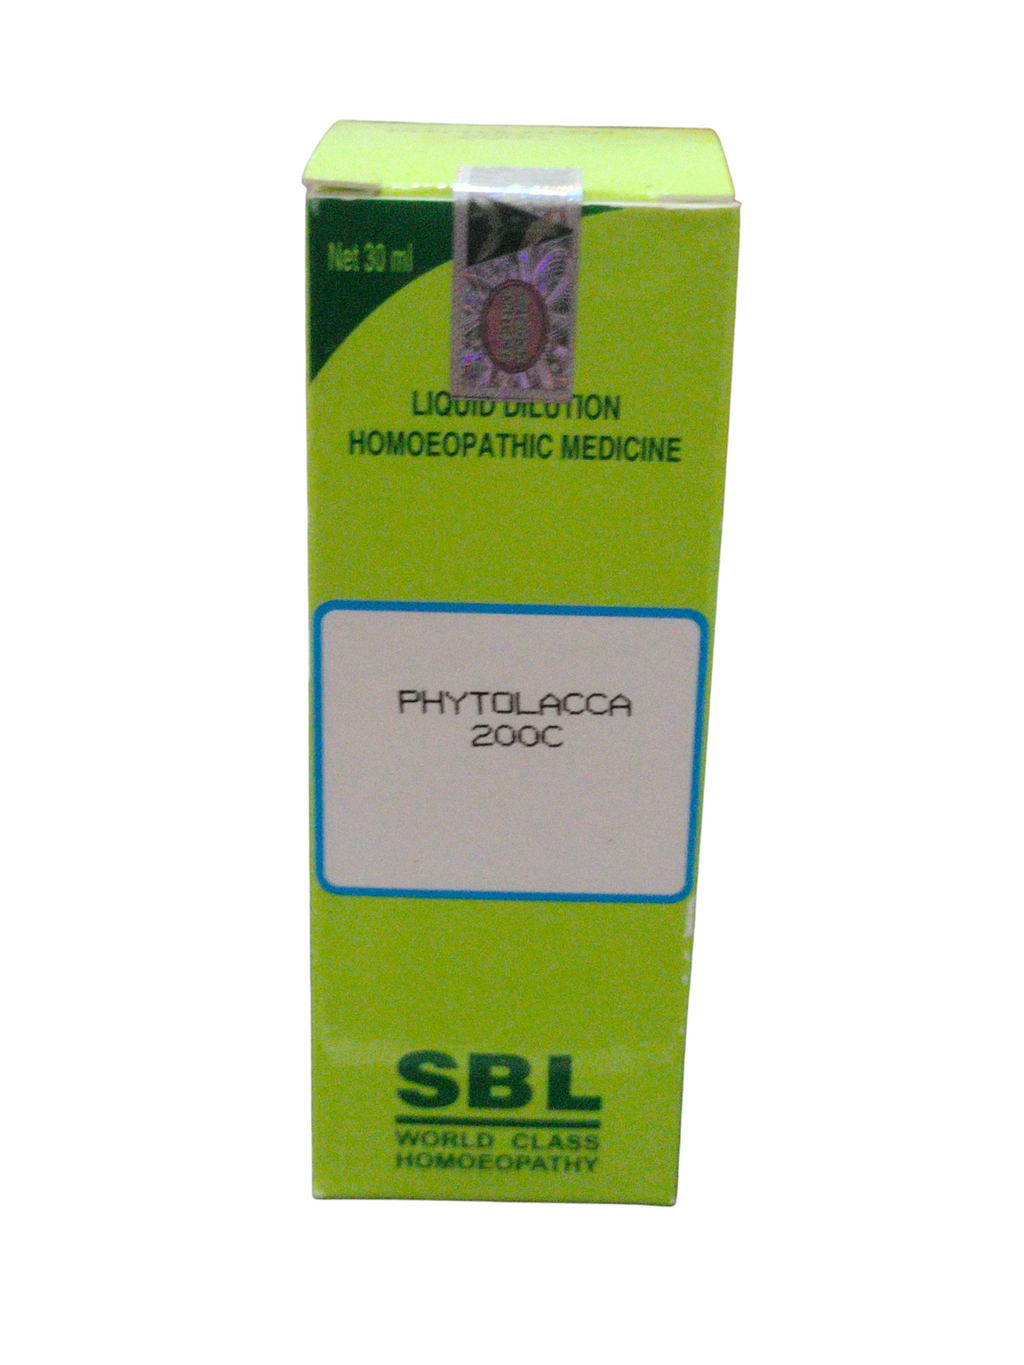 Net 30 ml
LIQUID DILUTION
HOMOEOPATHIC MEDICINE
PHYTOLACCA
200C
SBL
WORLD CLASS
HOMOEOPATHY